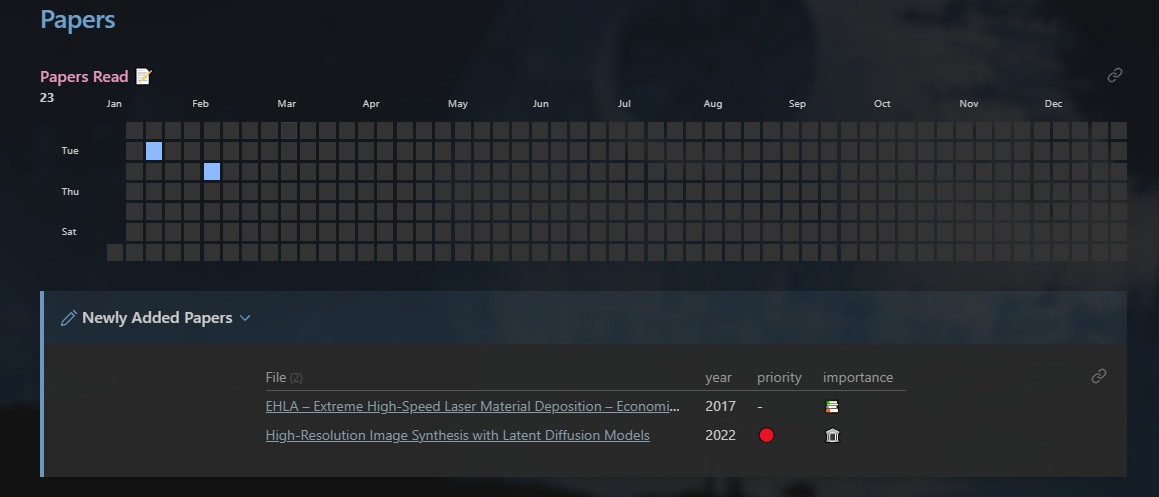 Papers
Papers Read 📝
23
Jan Feb Mar Apr May Jun Jul Aug Sep Oct Nov Dec
Tue
Thu
Sat
Newly Added Papers
File (2) year priority importance
EHLA – Extreme High-Speed Laser Material Deposition – Economi... 2017 -
High-Resolution Image Synthesis with Latent Diffusion Models 2022